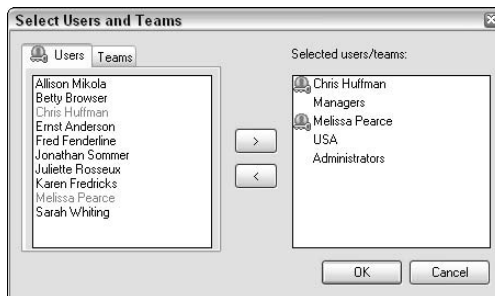 Select Users and Teams
Users
Teams
Allison Mikola
Betty Browser
Chris Huffman
Ernst Anderson
Fred Fenderline
Jonathan Sommer
Juliette Rosseux
Karen Fredricks
Melissa Pearce
Sarah Whiting
>
<
Selected users/teams:
Chris Huffman
Managers
Melissa Pearce
USA
Administrators
OK
Cancel